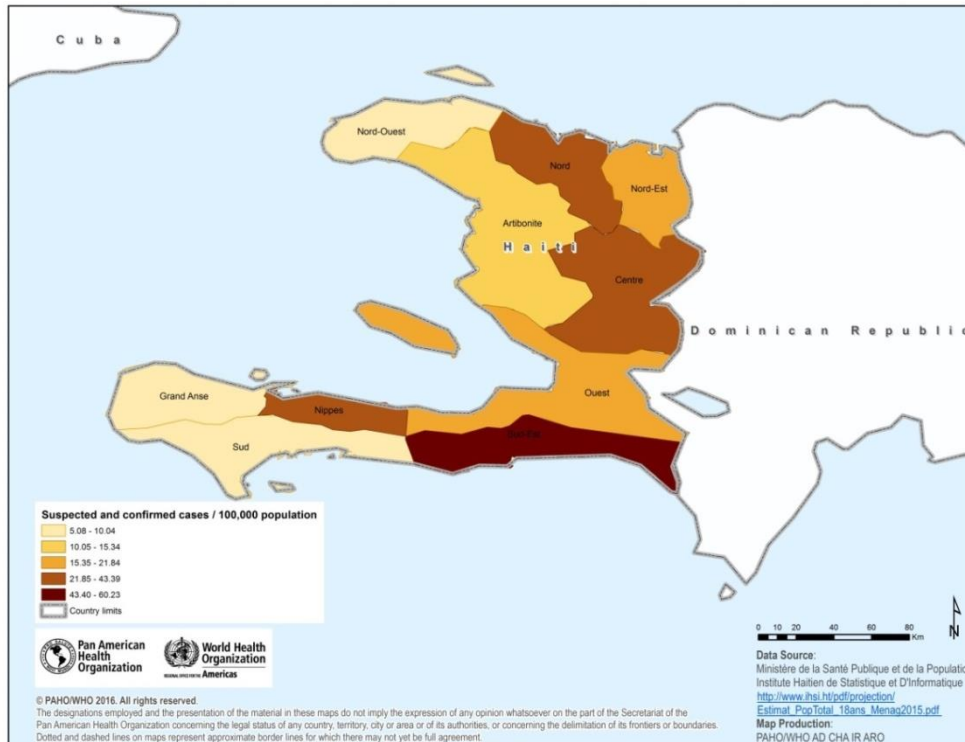 C u b a
Nord-Ouest
Nord
Nord-Est
Artibonite
H a i t i
Centre
D o m i n i c a n R e p u b l i c
Grand Anse
Nippes
Ouest
Sud-Est
Sud
Suspected and confirmed cases / 100,000 population
5.08 - 10.04
10.05 - 15.34
15.35 - 21.84
21.85 - 43.39
43.40 - 60.23
Country limits
Pan American
Health
Organization
World Health
Organization
REGIONAL OFFICE FOR THE Americas
0 10 20 40 60 80
Km
N
Data Source:
Ministére de la Santé Publique et de la Population
Institute Haitien de Statistique et D'Informatique
http://www.ihsi.ht/pdf/projection/
Estimat_PopTotal_18ans_Menag2015.pdf
Map Production:
PAHO/WHO AD CHA IR ARO
© PAHO/WHO 2016. All rights reserved.
The designations employed and the presentation of the material in these maps do not imply the expression of any opinion whatsoever on the part of the Secretariat of the
Pan American Health Organization concerning the legal status of any country, territory, city or area or of its authorities, or concerning the delimitation of its frontiers or boundaries.
Dotted and dashed lines on maps represent approximate border lines for which there may not yet be full agreement.